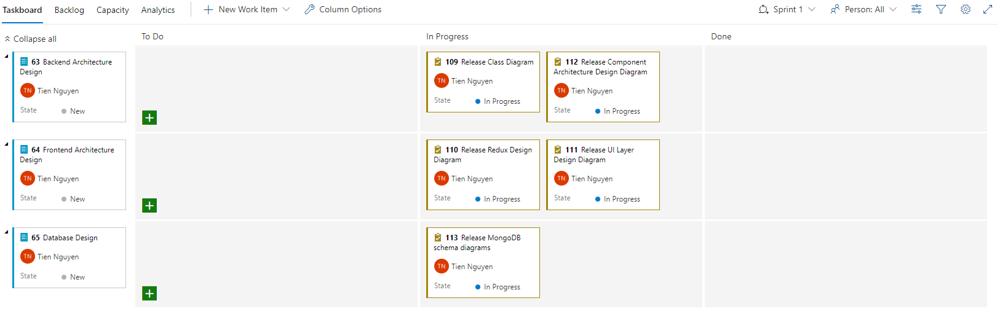 Taskboard Backlog Capacity Analytics New Work Item Column Options Sprint 1 Person: All
Collapse all
To Do
In Progress
Done
63 Backend Architecture
Design
TN Tien Nguyen
State New
109 Release Class Diagram
TN Tien Nguyen
State In Progress
112 Release Component
Architecture Design Diagram
TN Tien Nguyen
State In Progress
64 Frontend Architecture
Design
TN Tien Nguyen
State New
110 Release Redux Design
Diagram
TN Tien Nguyen
State In Progress
111 Release UI Layer
Design Diagram
TN Tien Nguyen
State In Progress
65 Database Design
TN Tien Nguyen
State New
113 Release MongoDB
schema diagrams
TN Tien Nguyen
State In Progress